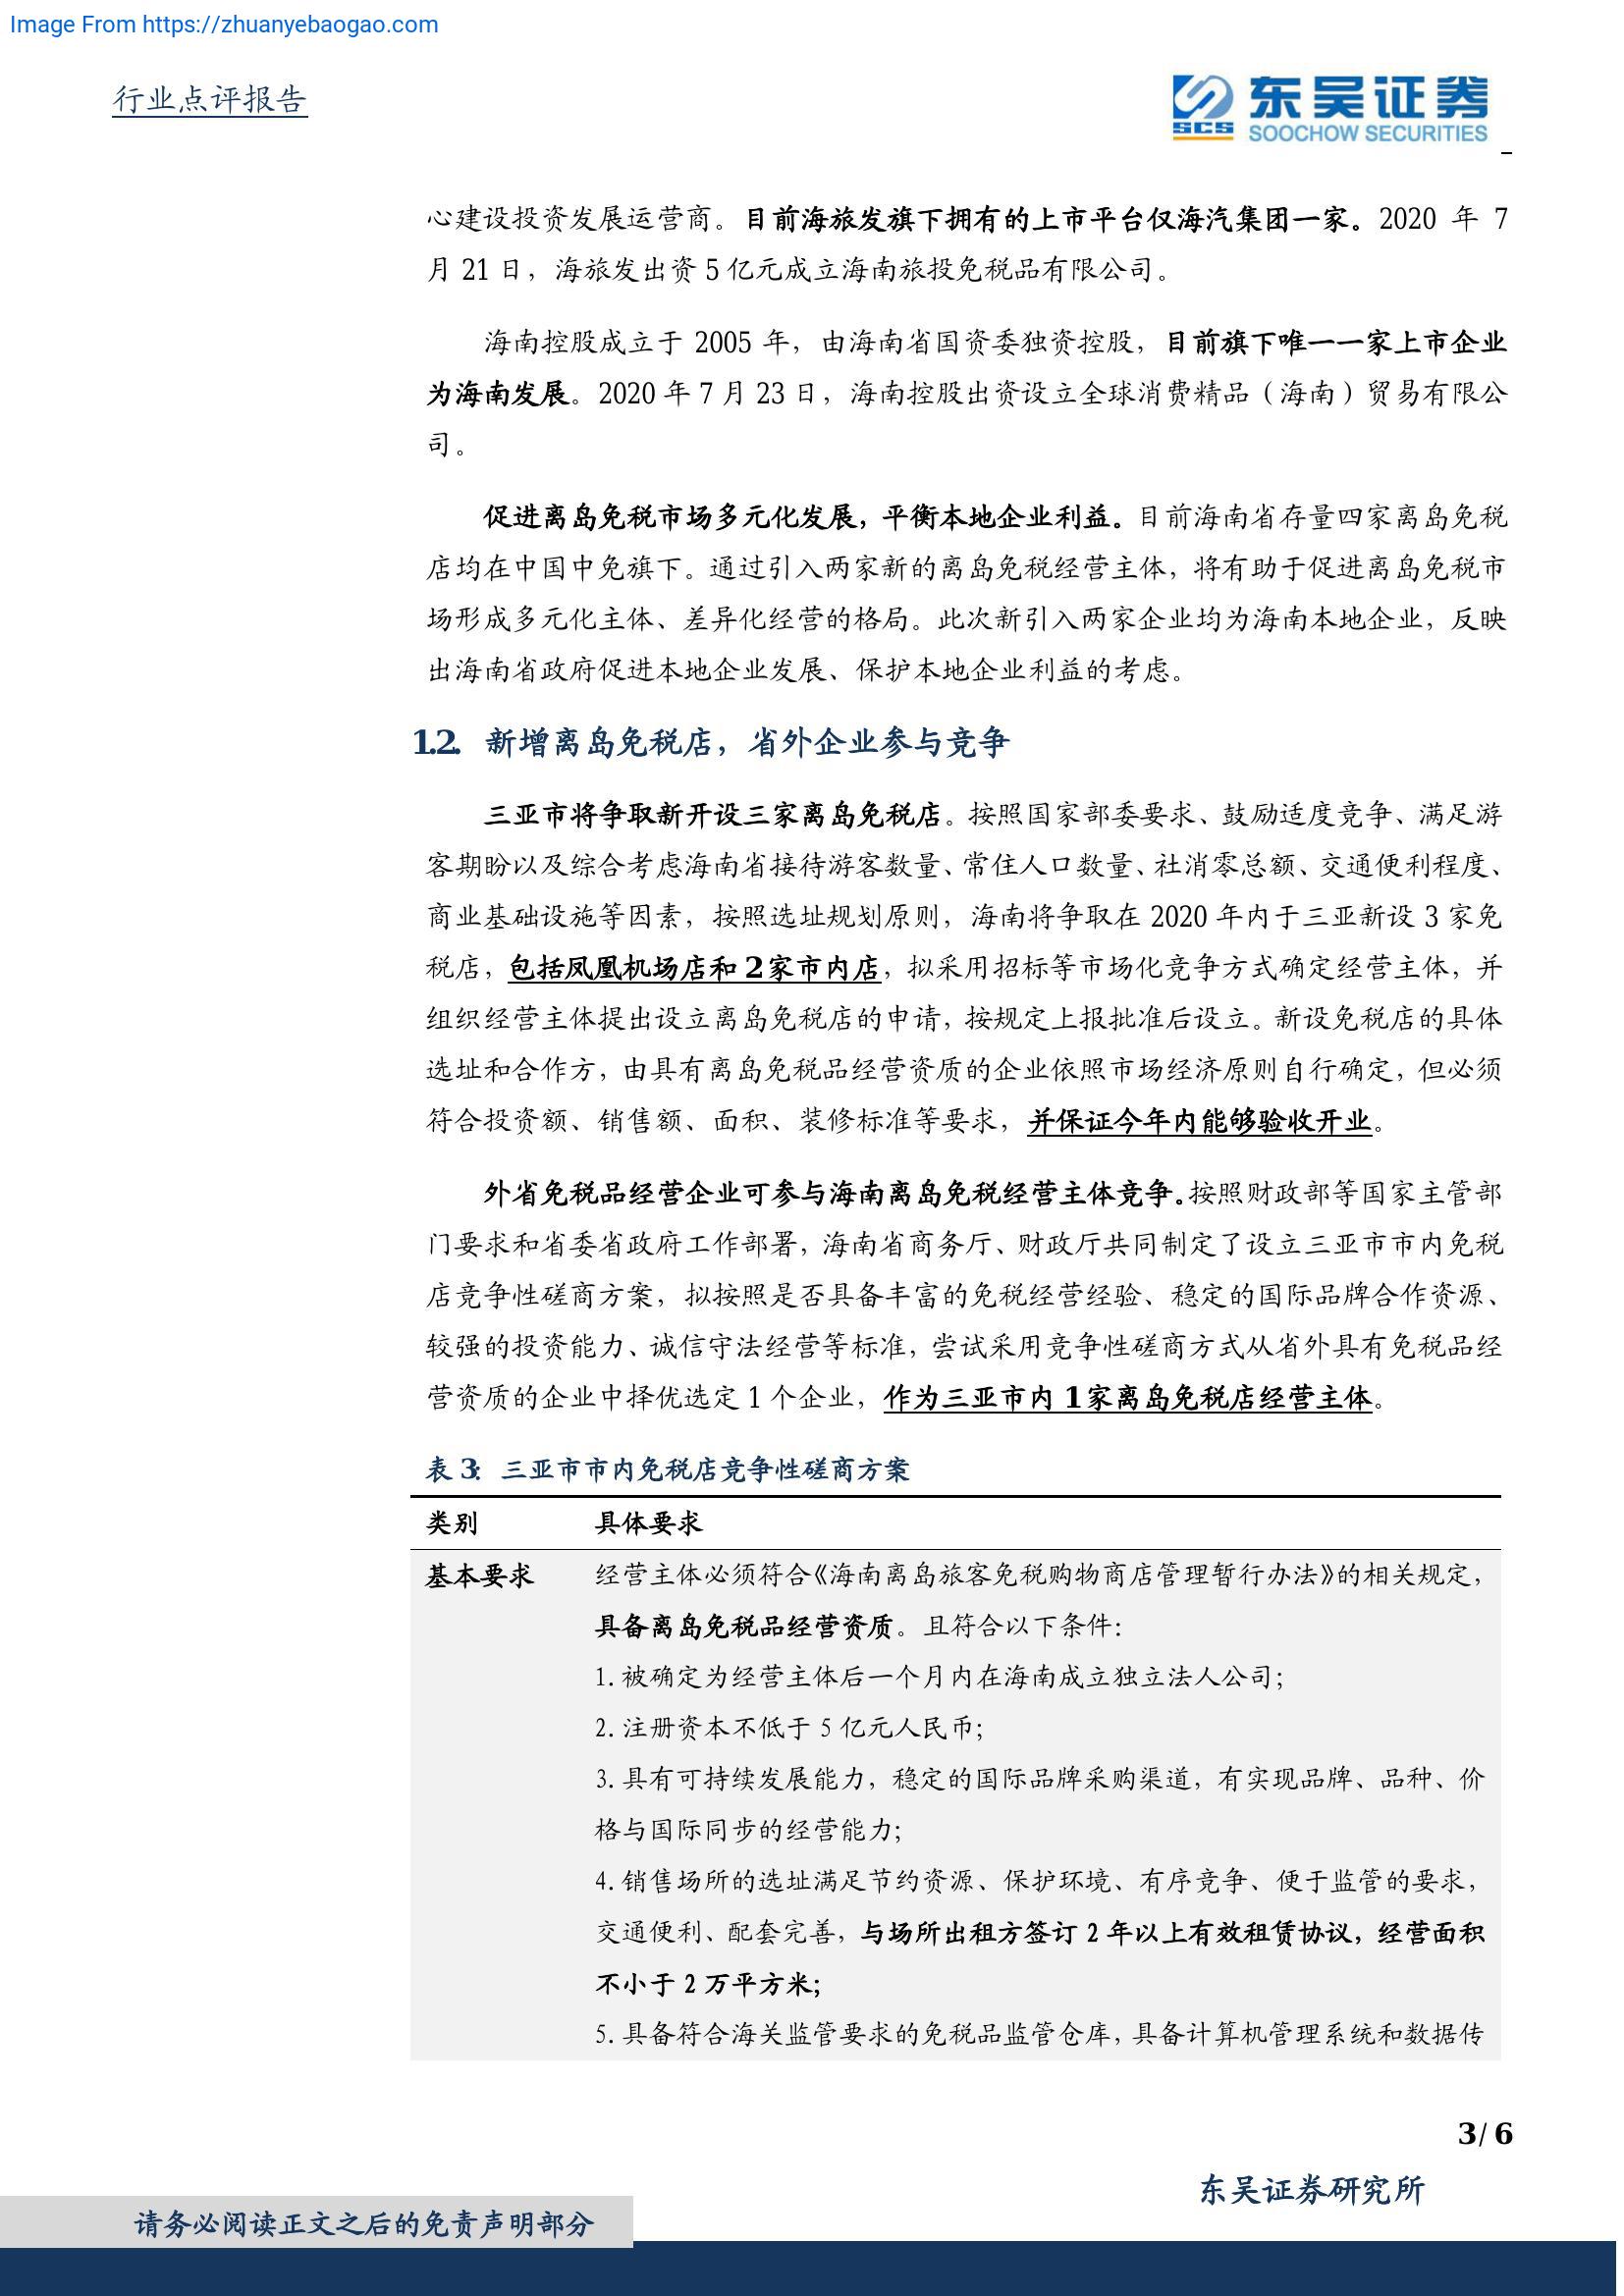 Image From https://zhuanyebaogao.com
行业点评报告
东吴证券
SCS
SOOCHOW SECURITIES
心建设投资发展运营商。目前海旅发旗下拥有的上市平台仅海汽集团一家。2020 年 7
月 21 日，海旅发出资 5 亿元成立海南旅投免税品有限公司。
海南控股成立于 2005 年，由海南省国资委独资控股，目前旗下唯一一家上市企业
为海南发展。2020 年 7 月 23 日，海南控股出资设立全球消费精品（海南）贸易有限公
司。
促进离岛免税市场多元化发展，平衡本地企业利益。目前海南省存量四家离岛免税
店均在中国中免旗下。通过引入两家新的离岛免税经营主体，将有助于促进离岛免税市
场形成多元化主体、差异化经营的格局。此次新引入两家企业均为海南本地企业，反映
出海南省政府促进本地企业发展、保护本地企业利益的考虑。
1.2. 新增离岛免税店，省外企业参与竞争
三亚市将争取新开设三家离岛免税店。按照国家部委要求、鼓励适度竞争、满足游
客期盼以及综合考虑海南省接待游客数量、常住人口数量、社消零总额、交通便利程度、
商业基础设施等因素，按照选址规划原则，海南将争取在 2020 年内于三亚新设 3 家免
税店，包括凤凰机场店和 2 家市内店，拟采用招标等市场化竞争方式确定经营主体，并
组织经营主体提出设立离岛免税店的申请，按规定上报批准后设立。新设免税店的具体
选址和合作方，由具有离岛免税品经营资质的企业依照市场经济原则自行确定，但必须
符合投资额、销售额、面积、装修标准等要求，并保证今年内能够验收开业。
外省免税品经营企业可参与海南离岛免税经营主体竞争。按照财政部等国家主管部
门要求和省委省政府工作部署，海南省商务厅、财政厅共同制定了设立三亚市市内免税
店竞争性磋商方案，拟按照是否具备丰富的免税经营经验、稳定的国际品牌合作资源、
较强的投资能力、诚信守法经营等标准，尝试采用竞争性磋商方式从省外具有免税品经
营资质的企业中择优选定 1 个企业，作为三亚市内 1 家离岛免税店经营主体。
表 3：三亚市市内免税店竞争性磋商方案
类别 具体要求
基本要求 经营主体必须符合《海南离岛旅客免税购物商店管理暂行办法》的相关规定，
具备离岛免税品经营资质。且符合以下条件：
1. 被确定为经营主体后一个月内在海南成立独立法人公司；
2. 注册资本不低于 5 亿元人民币；
3. 具有可持续发展能力，稳定的国际品牌采购渠道，有实现品牌、品种、价
格与国际同步的经营能力；
4. 销售场所的选址满足节约资源、保护环境、有序竞争、便于监管的要求，
交通便利、配套完善，与场所出租方签订 2 年以上有效租赁协议，经营面积
不小于 2 万平方米；
5. 具备符合海关监管要求的免税品监管仓库，具备计算机管理系统和数据传
3 / 6
东吴证券研究所
请务必阅读正文之后的免责声明部分